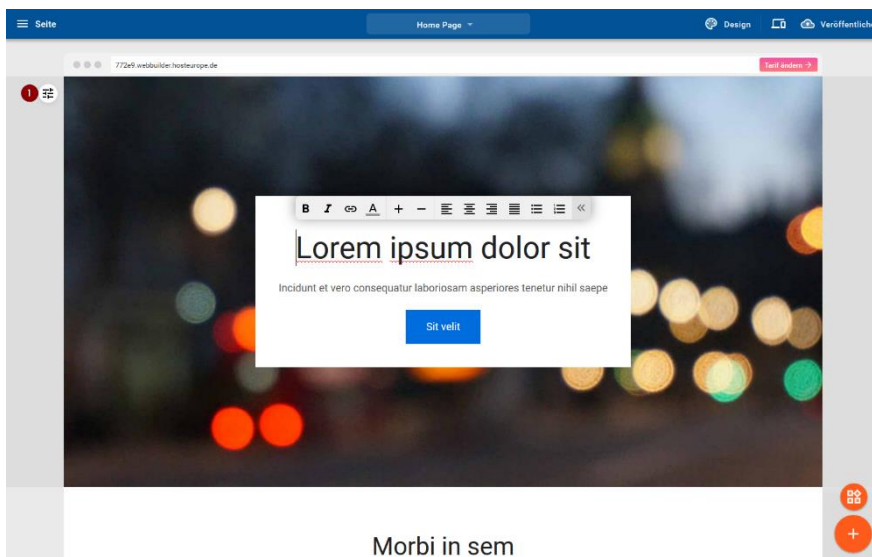 Seite
Home Page
Design
Veröffentliche
772e9.webbuilder.hosteurope.de
Tarif ändern →
1
B I A + −
Lorem ipsum dolor sit
Incidunt et vero consequatur laboriosam asperiores tenetur nihil saepe
Sit velit
Morbi in sem